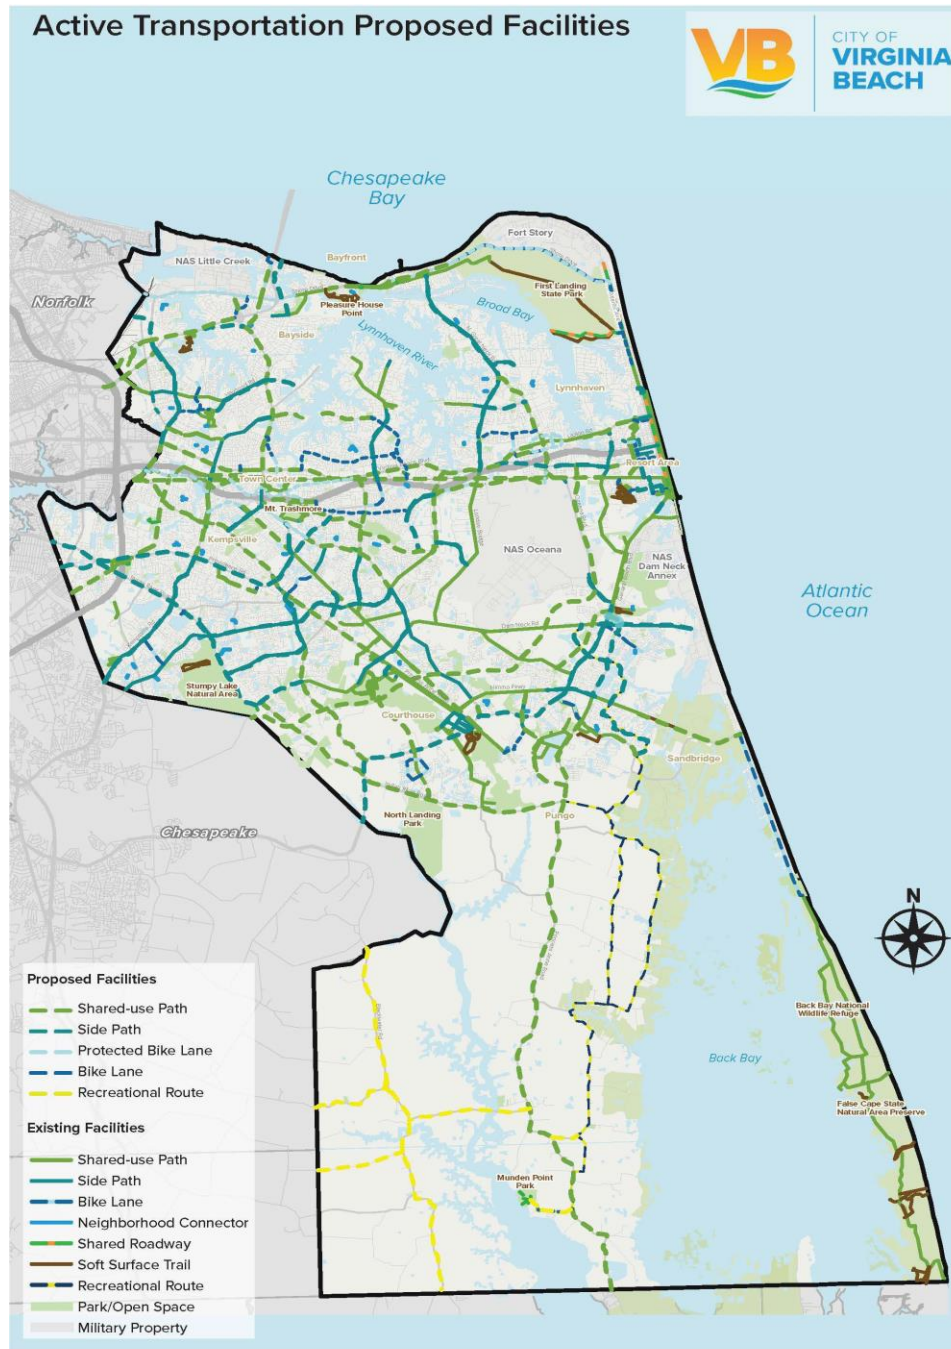 Active Transportation Proposed Facilities
VB
CITY OF
VIRGINIA
BEACH
Chesapeake
Bay
Fort Story
NAS Little Creek
Bayfront
First Landing
State Park
Norfolk
Pleasure House
Point
Broad Bay
Bayside
Lynnhaven River
Lynnhaven
Resort Area
Town Center
Mt. Trashmore
Kempsville
NAS Oceana
NAS
Dam Neck
Annex
Atlantic
Ocean
Dam Neck Rd
Stumpy Lake
Natural Area
Courthouse
Sandbridge
North Landing
Park
Pungo
Chesapeake
N
Proposed Facilities
Shared-use Path
Side Path
Protected Bike Lane
Bike Lane
Recreational Route
Existing Facilities
Shared-use Path
Side Path
Bike Lane
Neighborhood Connector
Shared Roadway
Soft Surface Trail
Recreational Route
Park/Open Space
Military Property
Back Bay National
Wildlife Refuge
Back Bay
False Cape State
Natural Area Preserve
Munden Point
Park